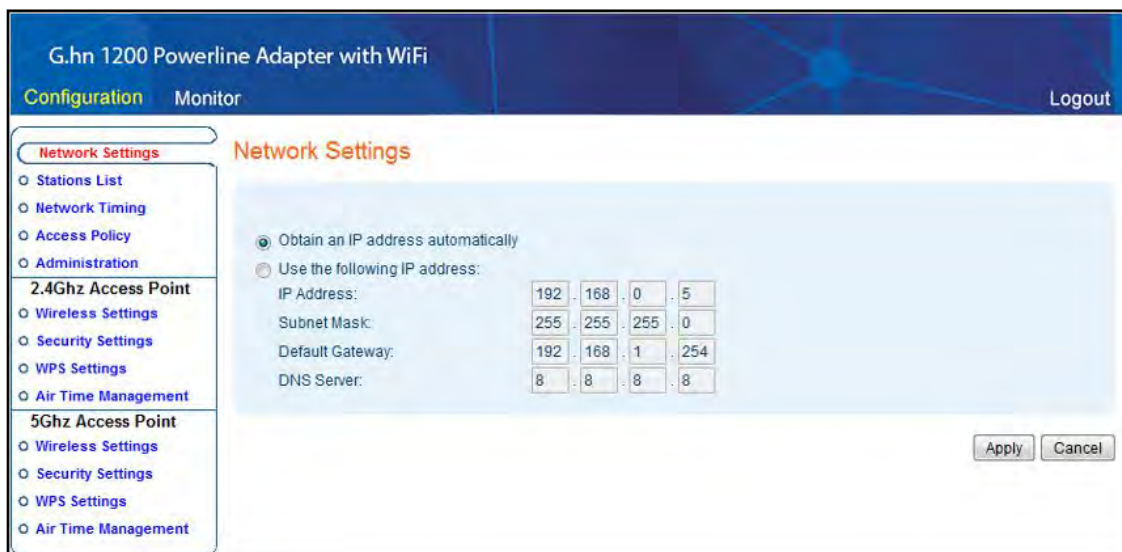 G.hn 1200 Powerline Adapter with WiFi
Configuration Monitor Logout
Network Settings
Stations List
Network Timing
Access Policy
Administration
2.4Ghz Access Point
Wireless Settings
Security Settings
WPS Settings
Air Time Management
5Ghz Access Point
Wireless Settings
Security Settings
WPS Settings
Air Time Management
Network Settings
Obtain an IP address automatically
Use the following IP address:
IP Address: 192 . 168 . 0 . 5
Subnet Mask: 255 . 255 . 255 . 0
Default Gateway: 192 . 168 . 1 . 254
DNS Server: 8 . 8 . 8 . 8
Apply Cancel